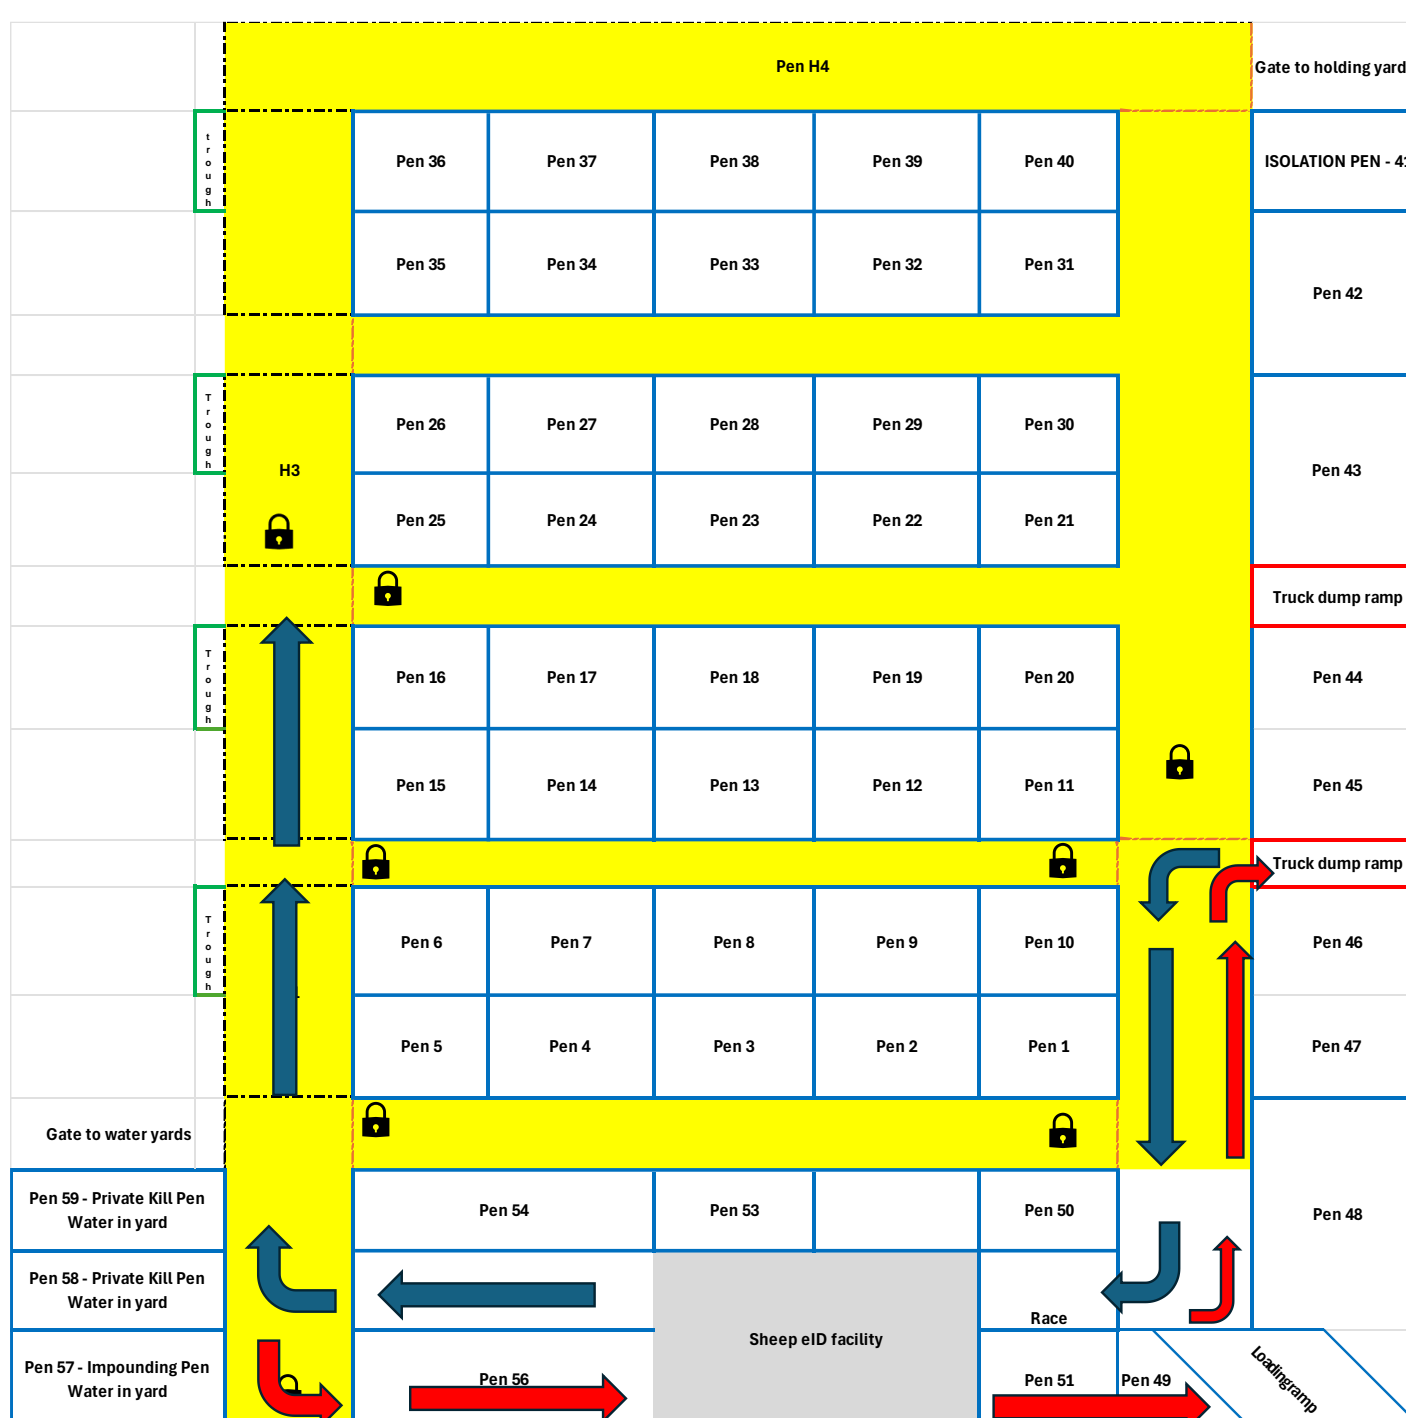 Pen H4
Gate to holding yard
trough
Pen 36
Pen 37
Pen 38
Pen 39
Pen 40
ISOLATION PEN - 41
Pen 35
Pen 34
Pen 33
Pen 32
Pen 31
Pen 42
Trough
Pen 26
Pen 27
Pen 28
Pen 29
Pen 30
H3
Pen 43
Pen 25
Pen 24
Pen 23
Pen 22
Pen 21
Truck dump ramp
Trough
Pen 16
Pen 17
Pen 18
Pen 19
Pen 20
Pen 44
Pen 15
Pen 14
Pen 13
Pen 12
Pen 11
Pen 45
Truck dump ramp
Trough
Pen 6
Pen 7
Pen 8
Pen 9
Pen 10
Pen 46
Pen 5
Pen 4
Pen 3
Pen 2
Pen 1
Pen 47
Gate to water yards
Pen 59 - Private Kill Pen
Water in yard
Pen 54
Pen 53
Pen 50
Pen 48
Pen 58 - Private Kill Pen
Water in yard
Race
Sheep eID facility
Pen 57 - Impounding Pen
Water in yard
Pen 56
Pen 51
Pen 49
Loadingramp